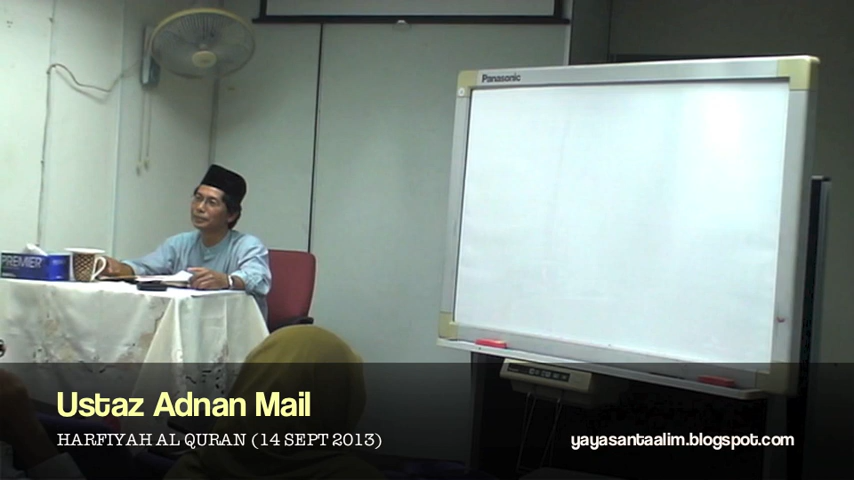 Panasonic
PREMIER
Ustaz Adnan Mail
HARFIYAH AL QURAN (14 SEPT 2013)
yayasantaalim.blogspot.com